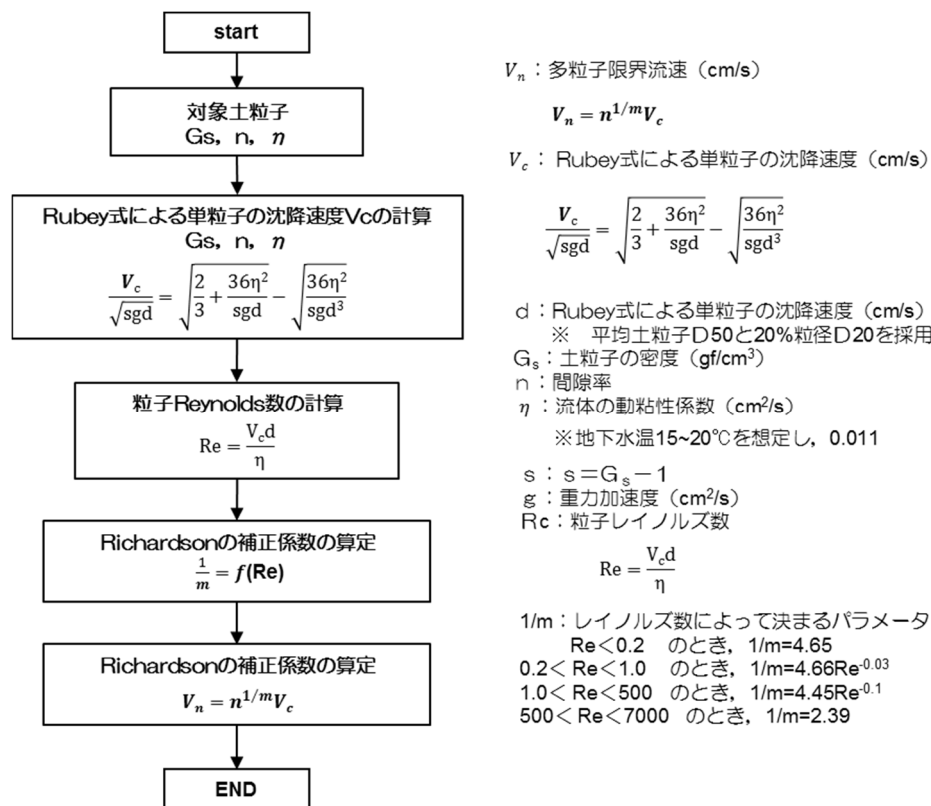 start
対象土粒子
Gs, n, η
Rubey式による単粒子の沈降速度Vcの計算
Gs, n, η
V_c/√(sgd) = √(2/3 + 36η²/sgd) − √(36η²/sgd³)
粒子Reynolds数の計算
Re = V_c d/η
Richardsonの補正係数の算定
1/m = f(Re)
Richardsonの補正係数の算定
V_n = n^{1/m}V_c
END
V_n：多粒子限界流速（cm/s）
V_n = n^{1/m}V_c
V_c： Rubey式による単粒子の沈降速度（cm/s）
V_c/√(sgd) = √(2/3 + 36η²/sgd) − √(36η²/sgd³)
d：Rubey式による単粒子の沈降速度（cm/s）
※ 平均土粒子D50と20%粒径D20を採用
G_s：土粒子の密度（gf/cm³）
n：間隙率
η：流体の動粘性係数（cm²/s）
※地下水温15~20℃を想定し，0.011
s：s＝G_s－1
g：重力加速度（cm²/s）
Rc：粒子レイノルズ数
Re = V_c d/η
1/m：レイノルズ数によって決まるパラメータ
Re＜0.2 のとき，1/m=4.65
0.2＜Re＜1.0 のとき，1/m=4.66Re^{-0.03}
1.0＜Re＜500 のとき，1/m=4.45Re^{-0.1}
500＜Re＜7000 のとき，1/m=2.39